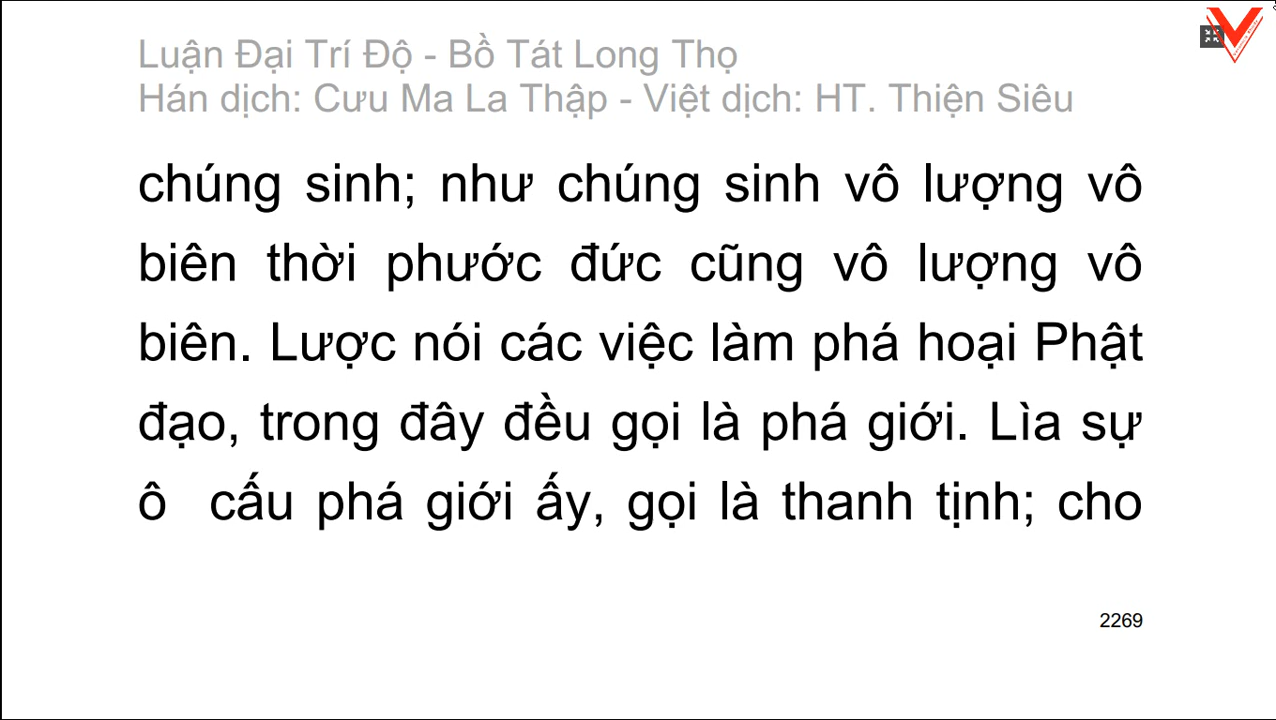 Luận Đại Trí Độ - Bồ Tát Long Thọ
Hán dịch: Cưu Ma La Thập - Việt dịch: HT. Thiện Siêu
chúng sinh; như chúng sinh vô lượng vô
biên thời phước đức cũng vô lượng vô
biên. Lược nói các việc làm phá hoại Phật
đạo, trong đây đều gọi là phá giới. Lìa sự
ô cấu phá giới ấy, gọi là thanh tịnh; cho
2269